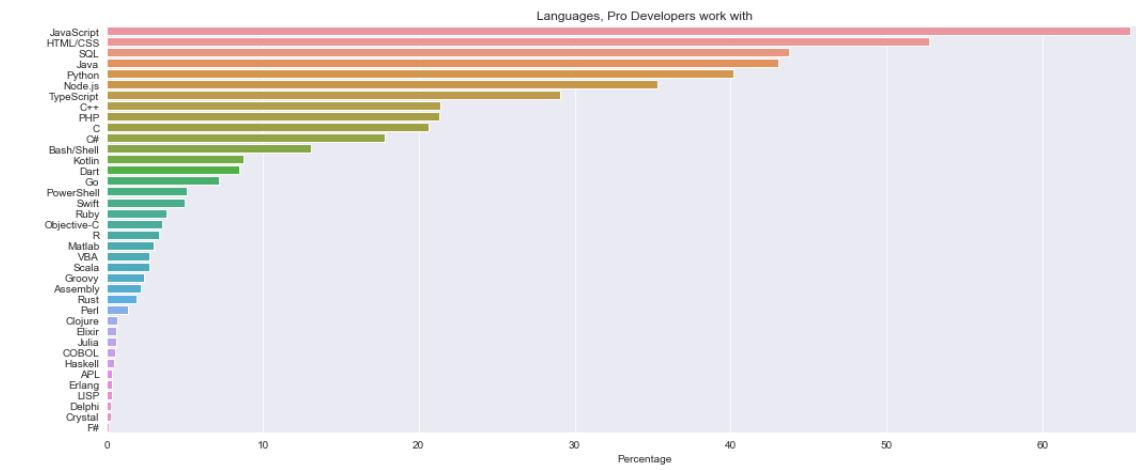 Languages, Pro Developers work with
JavaScript
HTML/CSS
SQL
Java
Python
Node.js
TypeScript
C++
PHP
C
C#
Bash/Shell
Kotlin
Dart
Go
PowerShell
Swift
Ruby
Objective-C
R
Matlab
VBA
Scala
Groovy
Assembly
Rust
Perl
Clojure
Elixir
Julia
COBOL
Haskell
APL
Erlang
LISP
Delphi
Crystal
F#
0 10 20 30 40 50 60
Percentage